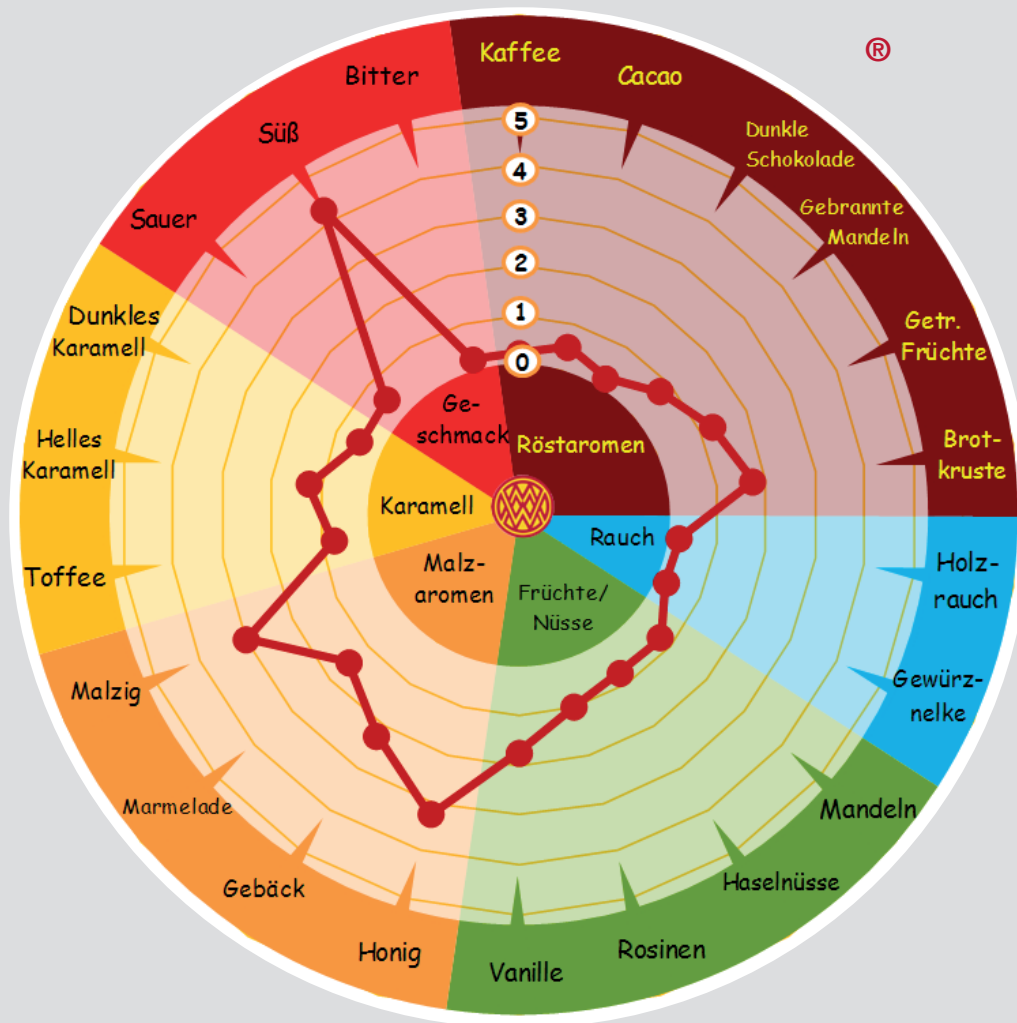 ®
Kaffee
Cacao
Dunkle
Schokolade
Gebrannte
Mandeln
Getr.
Früchte
Brot-
kruste
Holz-
rauch
Gewürz-
nelke
Mandeln
Haselnüsse
Rosinen
Vanille
Honig
Gebäck
Marmelade
Malzig
Toffee
Helles
Karamell
Dunkles
Karamell
Sauer
Süß
Bitter
5
4
3
2
1
0
Ge-
schmack
Röstaromen
Karamell
Rauch
Malz-
aromen
Früchte/
Nüsse